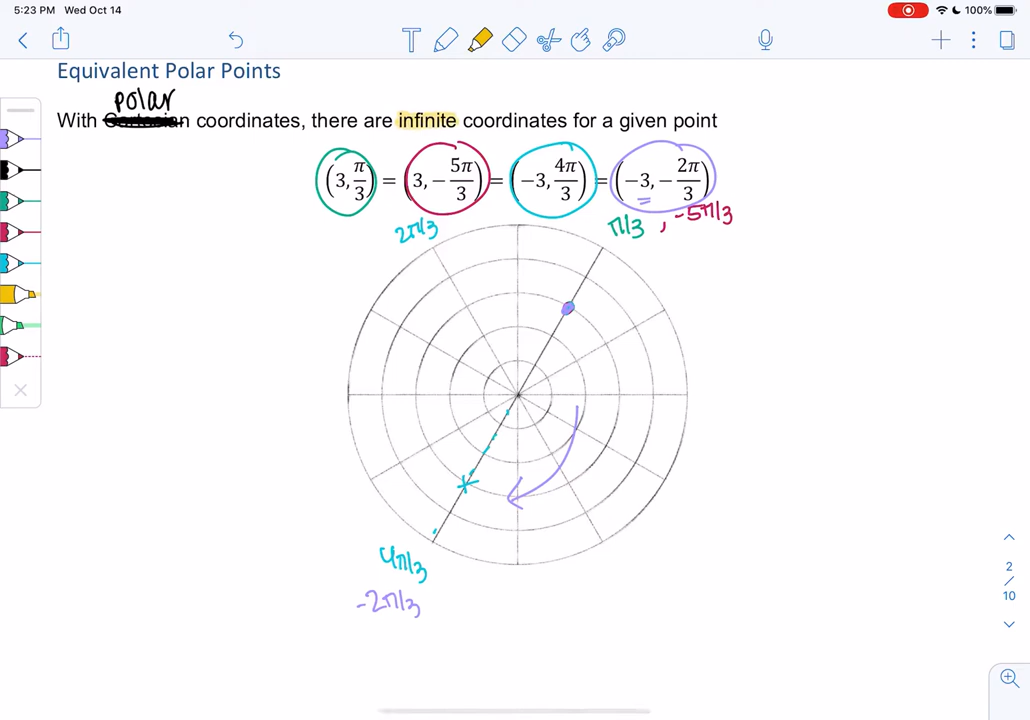 5:23 PM Wed Oct 14 100%
Equivalent Polar Points
polar
With coordinates, there are infinite coordinates for a given point
(3, π/3) = (3, −5π/3) = (−3, 4π/3) = (−3, −2π/3)
2π/3 π/3 , -5π/3
4π/3
-2π/3
2
/
10